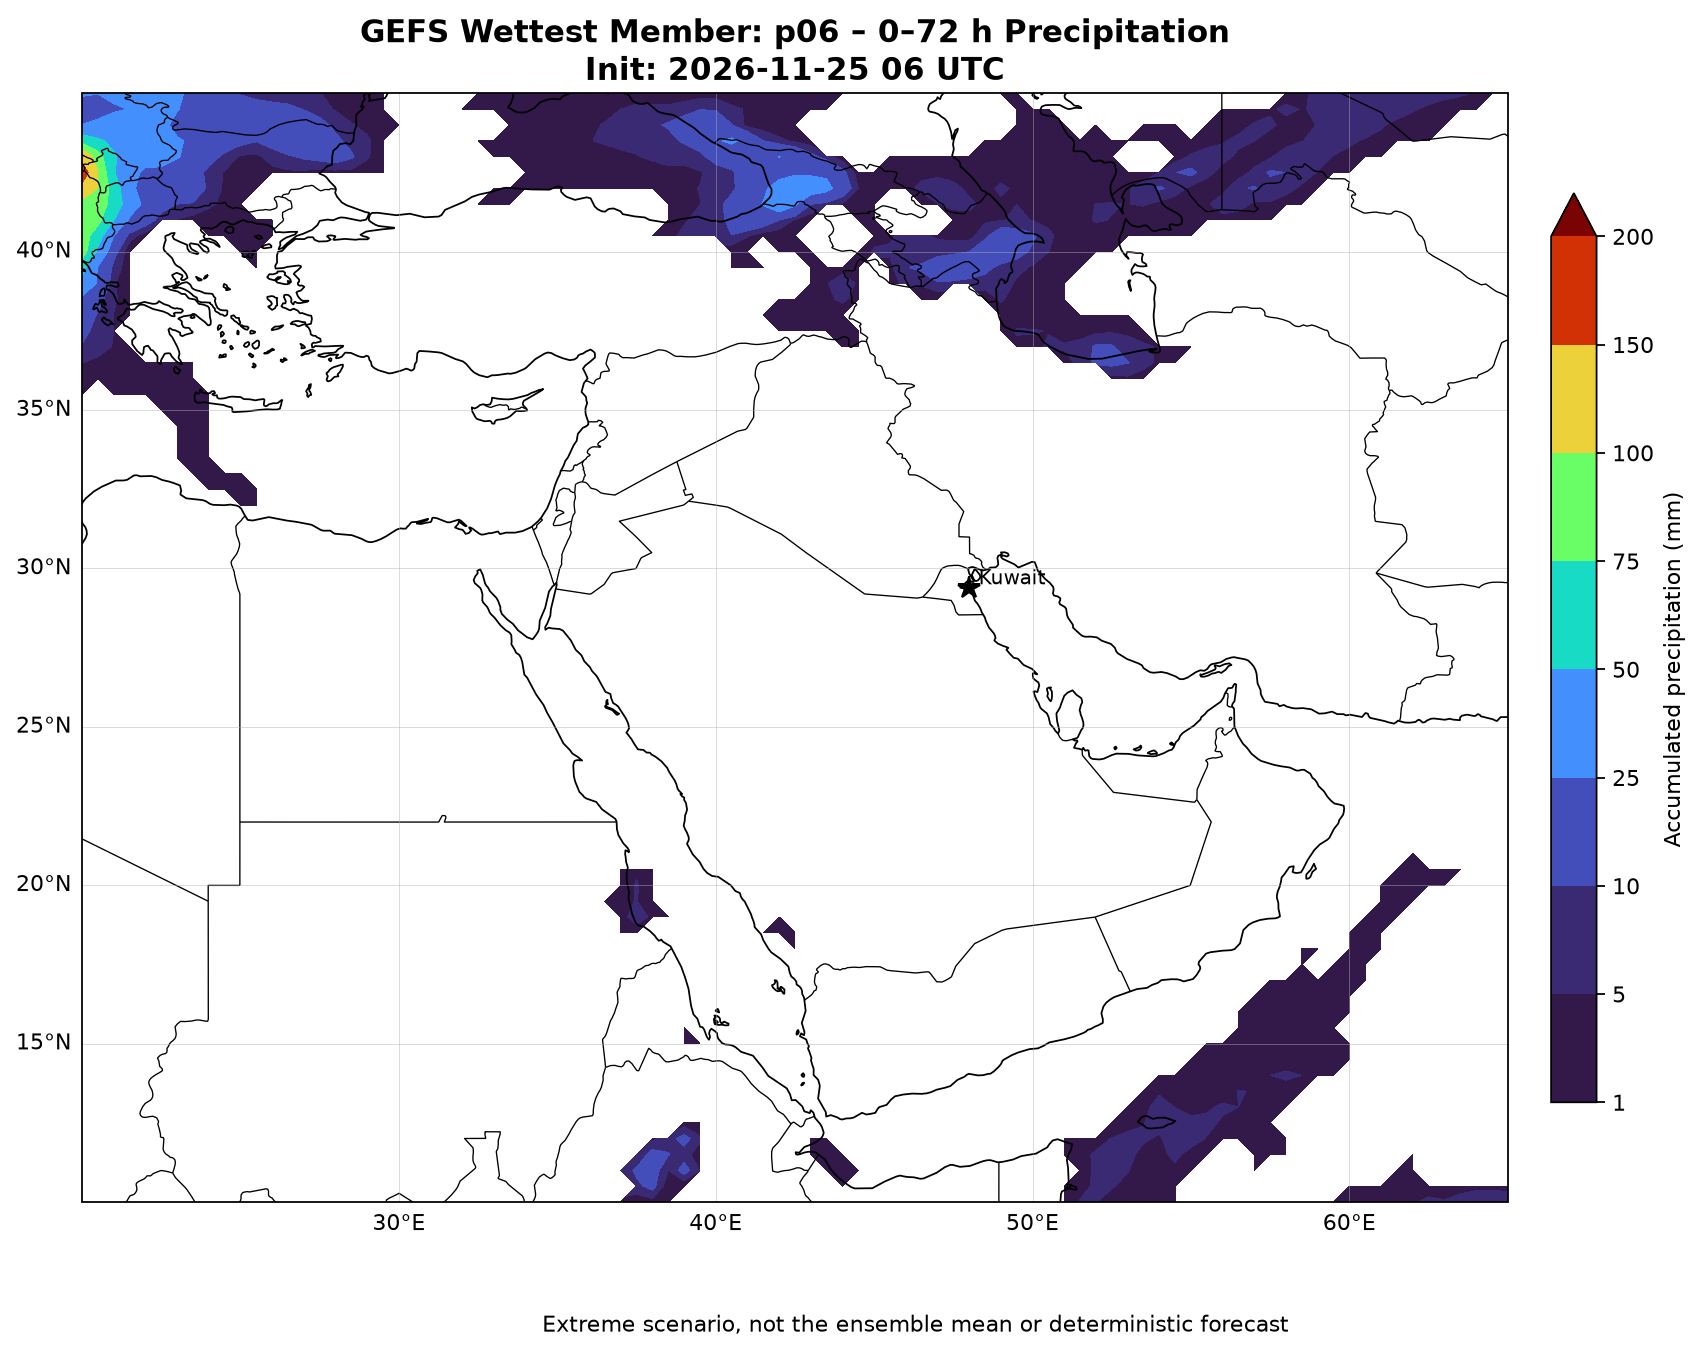 GEFS Wettest Member: p06 – 0–72 h Precipitation
Init: 2026-11-25 06 UTC
40°N
35°N
30°N
25°N
20°N
15°N
Kuwait
30°E
40°E
50°E
60°E
200
150
100
75
50
25
10
5
1
Accumulated precipitation (mm)
Extreme scenario, not the ensemble mean or deterministic forecast